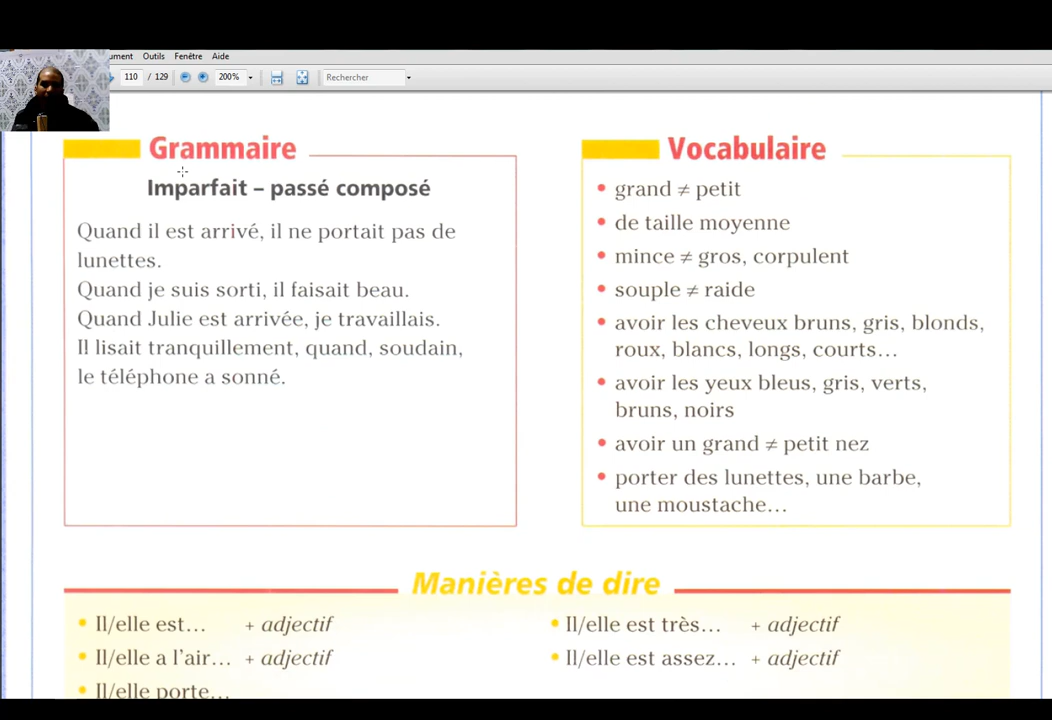 ument Outils Fenêtre Aide
110 / 129 200% Rechercher
Grammaire
Imparfait – passé composé
Quand il est arrivé, il ne portait pas de
lunettes.
Quand je suis sorti, il faisait beau.
Quand Julie est arrivée, je travaillais.
Il lisait tranquillement, quand, soudain,
le téléphone a sonné.
Vocabulaire
• grand ≠ petit
• de taille moyenne
• mince ≠ gros, corpulent
• souple ≠ raide
• avoir les cheveux bruns, gris, blonds,
roux, blancs, longs, courts…
• avoir les yeux bleus, gris, verts,
bruns, noirs
• avoir un grand ≠ petit nez
• porter des lunettes, une barbe,
une moustache…
Manières de dire
• Il/elle est… + adjectif
• Il/elle a l’air… + adjectif
• Il/elle porte…
• Il/elle est très… + adjectif
• Il/elle est assez… + adjectif